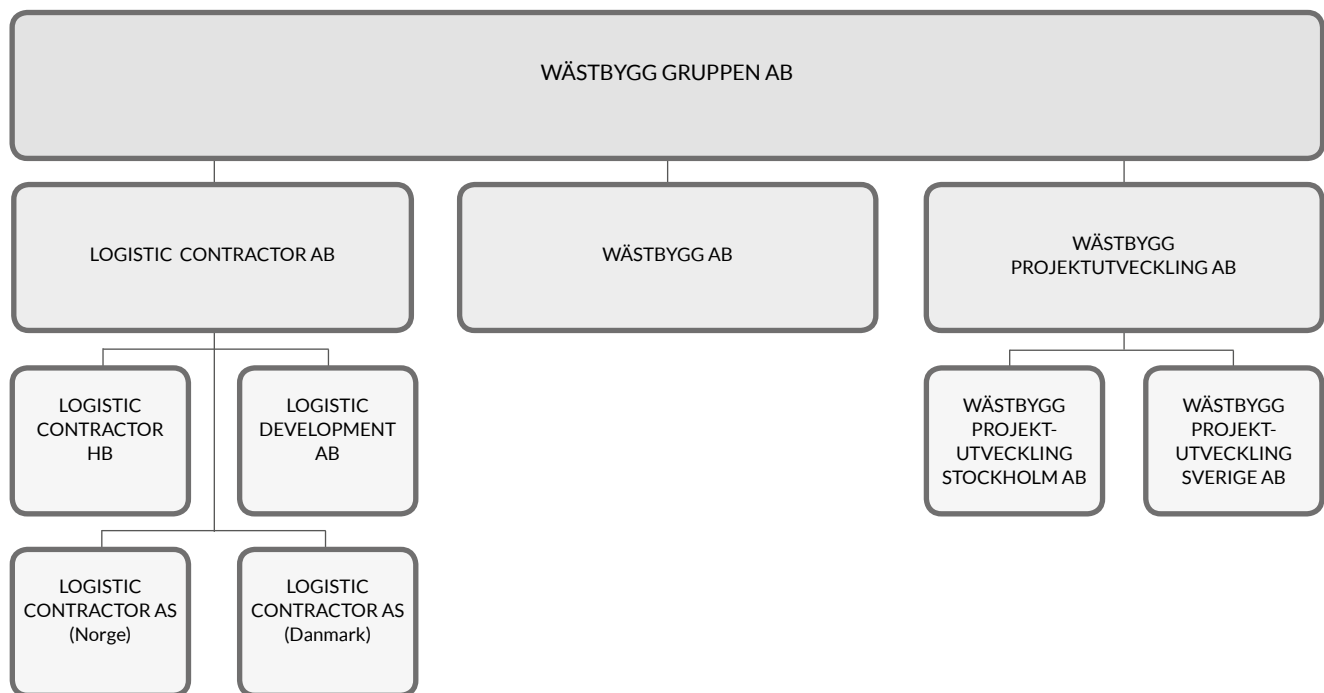 WÄSTBYGG GRUPPEN AB
LOGISTIC CONTRACTOR AB
WÄSTBYGG AB
WÄSTBYGG
PROJEKTUTVECKLING AB
LOGISTIC
CONTRACTOR
HB
LOGISTIC
DEVELOPMENT
AB
WÄSTBYGG
PROJEKT-
UTVECKLING
STOCKHOLM AB
WÄSTBYGG
PROJEKT-
UTVECKLING
SVERIGE AB
LOGISTIC
CONTRACTOR AS
(Norge)
LOGISTIC
CONTRACTOR AS
(Danmark)